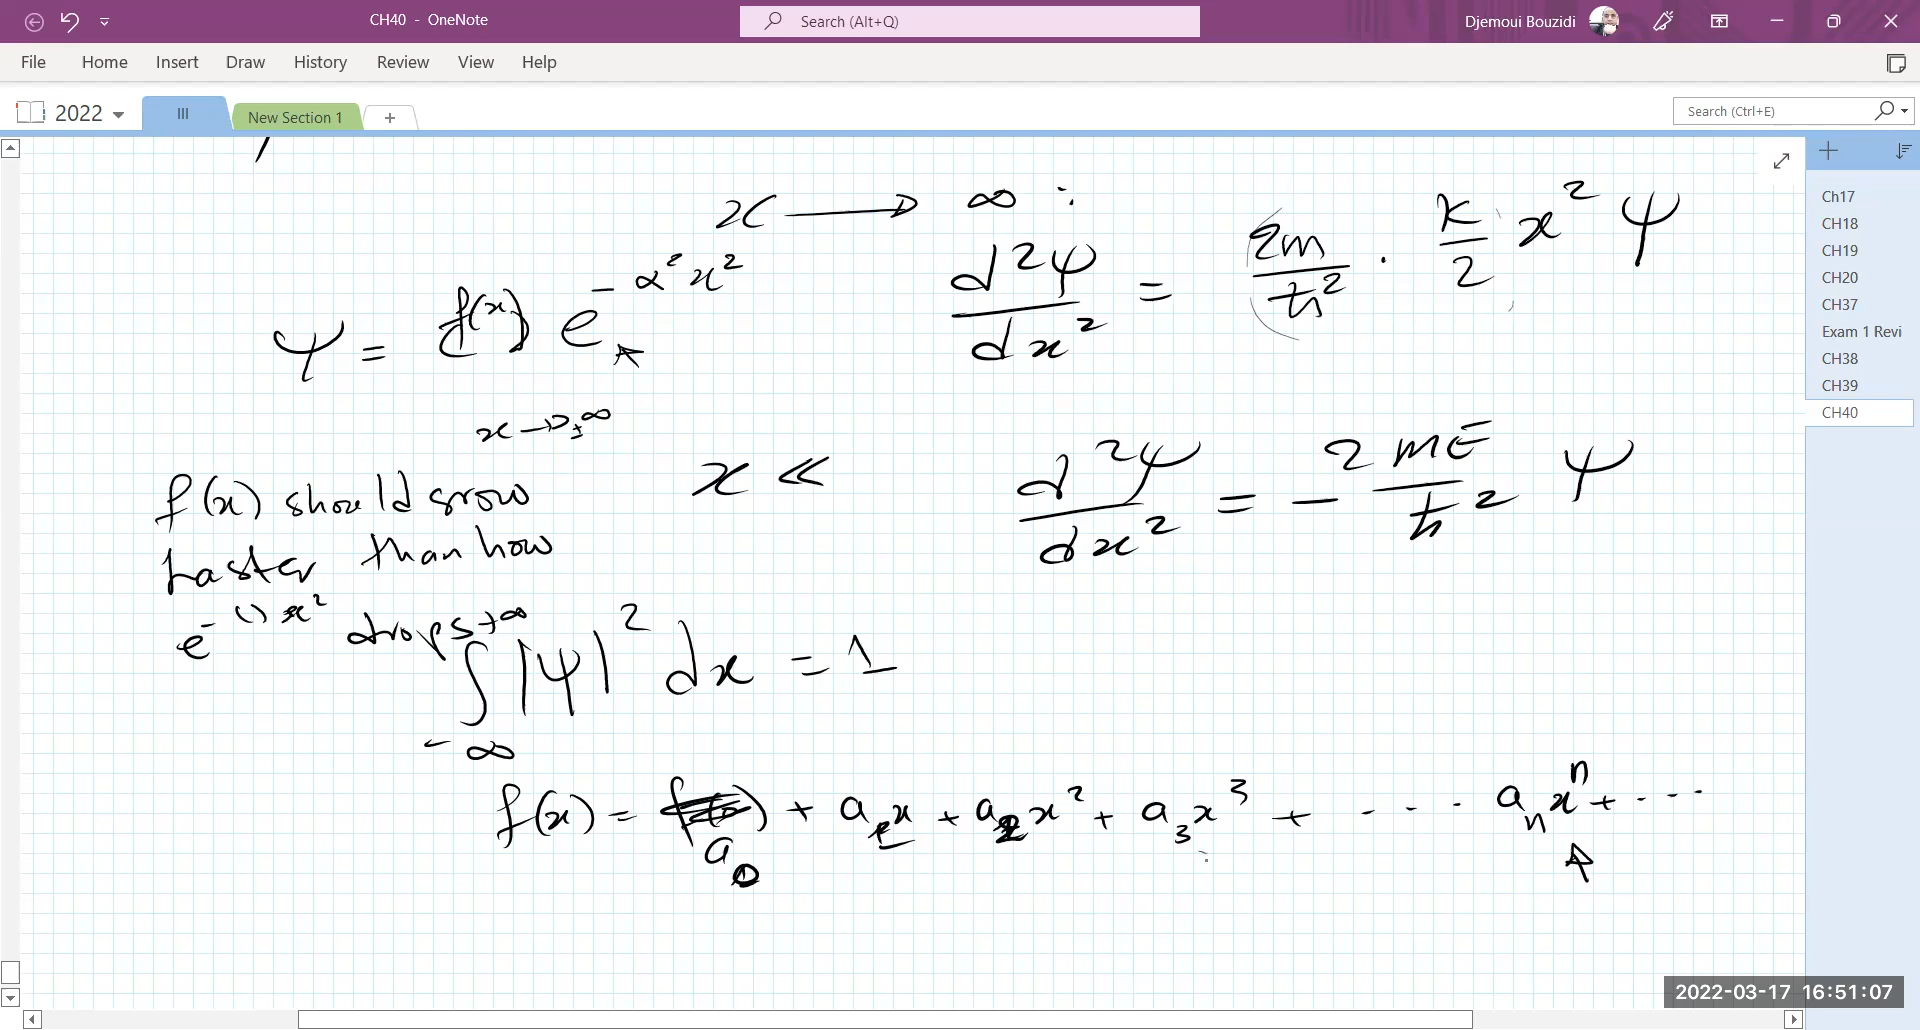 CH40 - OneNote
Search (Alt+Q)
Djemoui Bouzidi
File Home Insert Draw History Review View Help
2022
III
New Section 1
+
Search (Ctrl+E)
Ch17
CH18
CH19
CH20
CH37
Exam 1 Revi
CH38
CH39
CH40
x → ∞ :
d²ψ/dx² = 2m/ħ² · k/2 x² ψ
ψ = f(x) e^{-α²x²}
x → ±∞
x <<
d²ψ/dx² = - 2mE/ħ² ψ
f(x) should grow
faster than how
e^{-()x²} drops
∫_{-∞}^{+∞} |ψ|² dx = 1
f(x) = a₀ + a₁x + a₂x² + a₃x³ + ---- aₙxⁿ + ...
2022-03-17 16:51:07